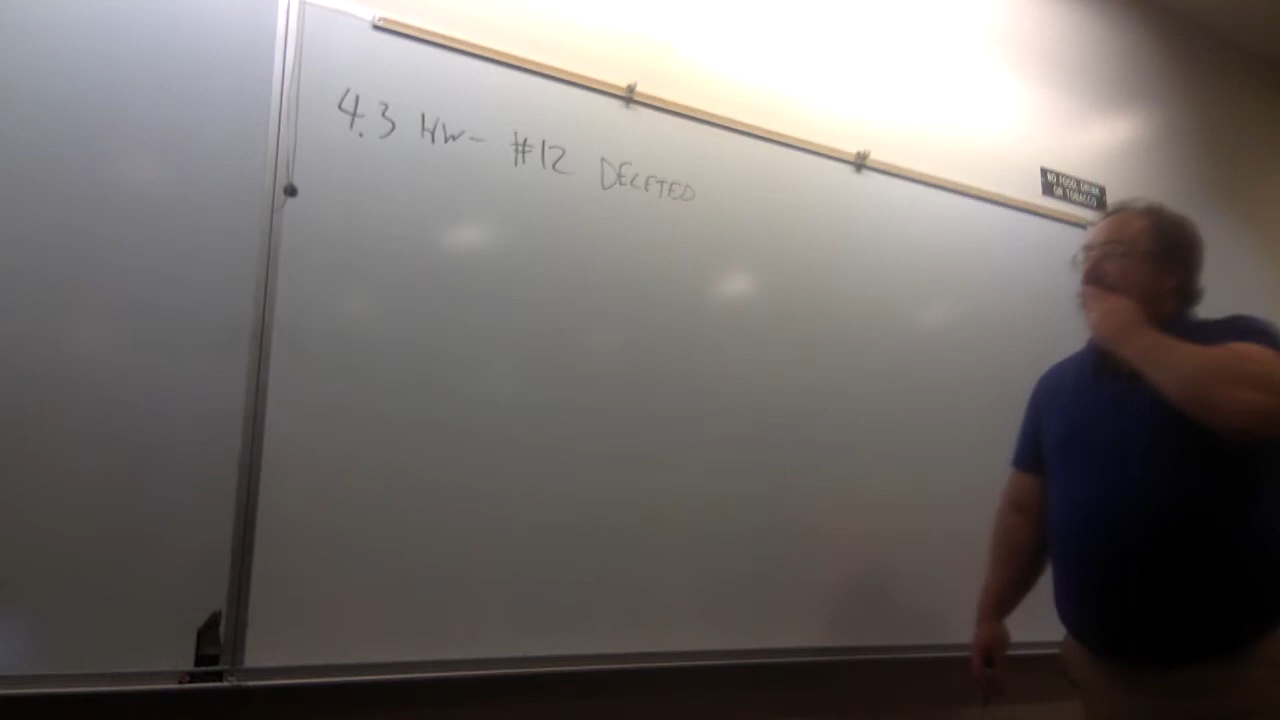 4.3 HW- #12 DELETED
NO FOOD, DRINK
OR TOBACCO